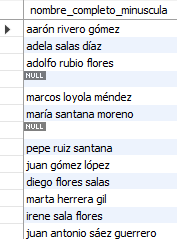 nombre_completo_minuscula
aarón rivero gómez
adela salas díaz
adolfo rubio flores
NULL
marcos loyola méndez
maría santana moreno
NULL
pepe ruiz santana
juan gómez lópez
diego flores salas
marta herrera gil
irene sala flores
juan antonio sáez guerrero